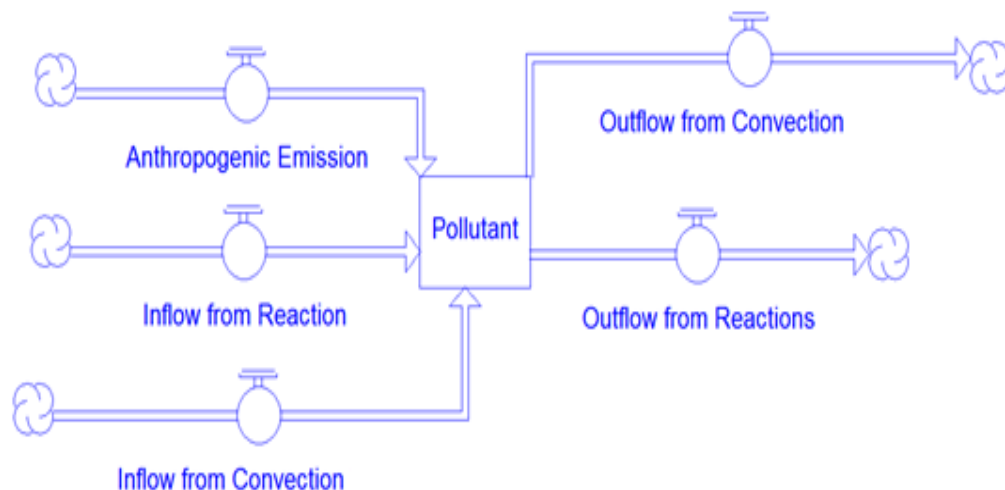 Outflow from Convection
Anthropogenic Emission
Pollutant
Inflow from Reaction
Outflow from Reactions
Inflow from Convection